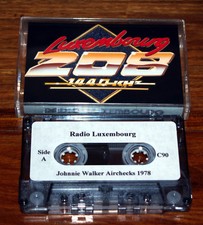 Luxembourg
208
1440 KHz
Radio Luxembourg
Side
A
C90
Johnnie Walker Airchecks 1978